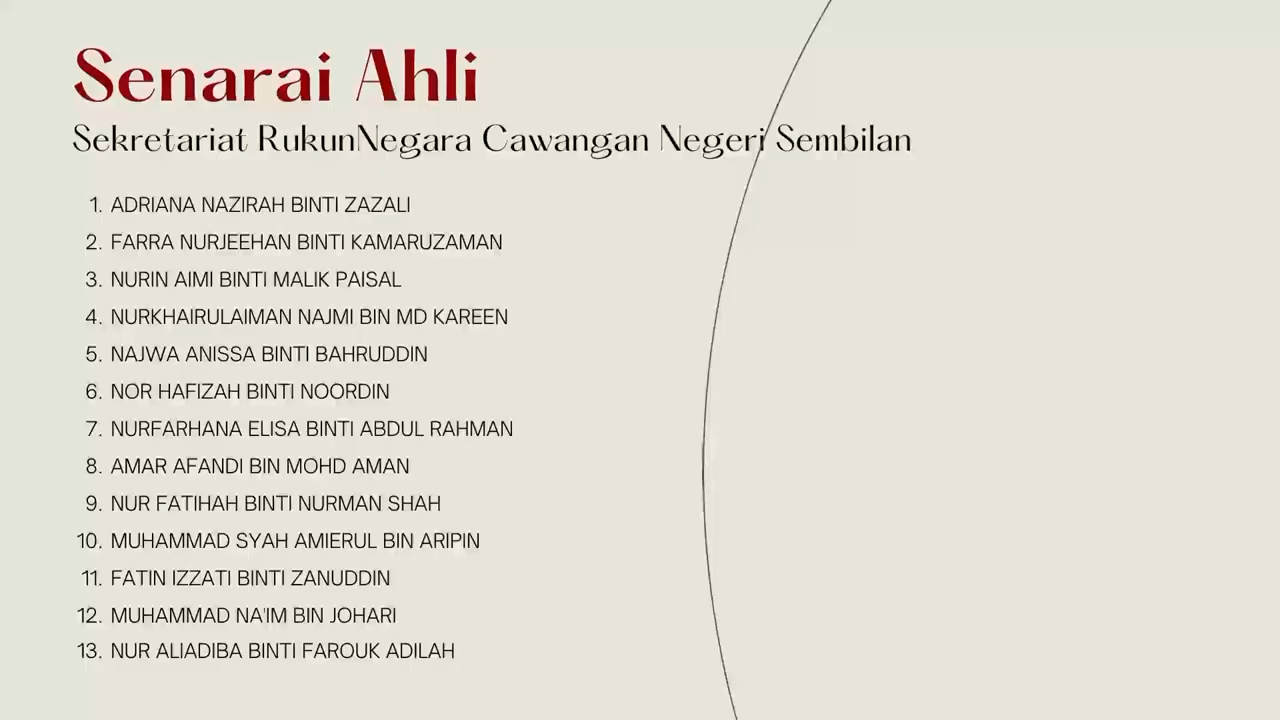 Senarai Ahli
Sekretariat RukunNegara Cawangan Negeri Sembilan
1. ADRIANA NAZIRAH BINTI ZAZALI
2. FARRA NURJEEHAN BINTI KAMARUZAMAN
3. NURIN AIMI BINTI MALIK PAISAL
4. NURKHAIRULAIMAN NAJMI BIN MD KAREEN
5. NAJWA ANISSA BINTI BAHRUDDIN
6. NOR HAFIZAH BINTI NOORDIN
7. NURFARHANA ELISA BINTI ABDUL RAHMAN
8. AMAR AFANDI BIN MOHD AMAN
9. NUR FATIHAH BINTI NURMAN SHAH
10. MUHAMMAD SYAH AMIERUL BIN ARIPIN
11. FATIN IZZATI BINTI ZANUDDIN
12. MUHAMMAD NA'IM BIN JOHARI
13. NUR ALIADIBA BINTI FAROUK ADILAH